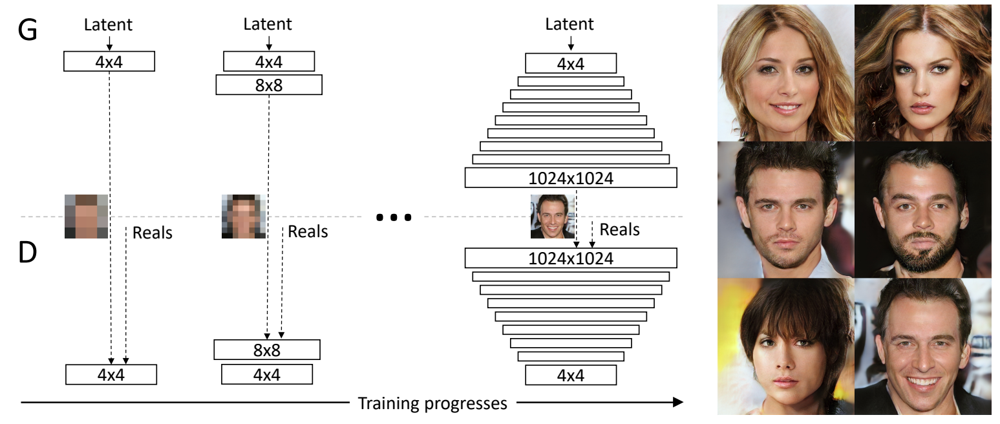 G
Latent
Latent
Latent
4x4
4x4
4x4
8x8
1024x1024
Reals
Reals
Reals
D
1024x1024
8x8
4x4
4x4
4x4
Training progresses